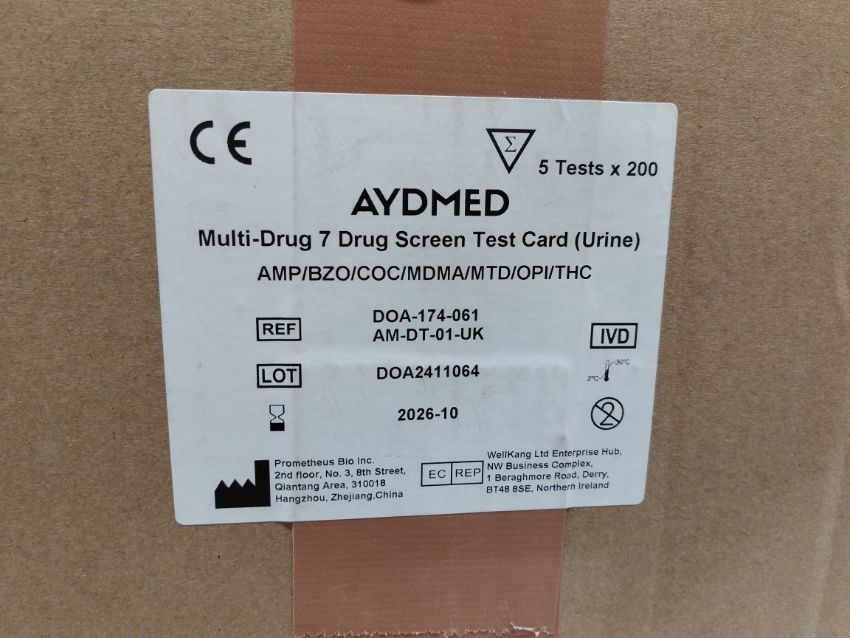 CE
Σ
5 Tests x 200
AYDMED
Multi-Drug 7 Drug Screen Test Card (Urine)
AMP/BZO/COC/MDMA/MTD/OPI/THC
REF
DOA-174-061
AM-DT-01-UK
IVD
LOT
DOA2411064
2°C
30°C
2026-10
2
Prometheus Bio Inc.
2nd floor, No. 3, 8th Street,
Qiantang Area, 310018
Hangzhou, Zhejiang,China
EC REP
WellKang Ltd Enterprise Hub,
NW Business Complex,
1 Beraghmore Road, Derry,
BT48 8SE, Northern Ireland